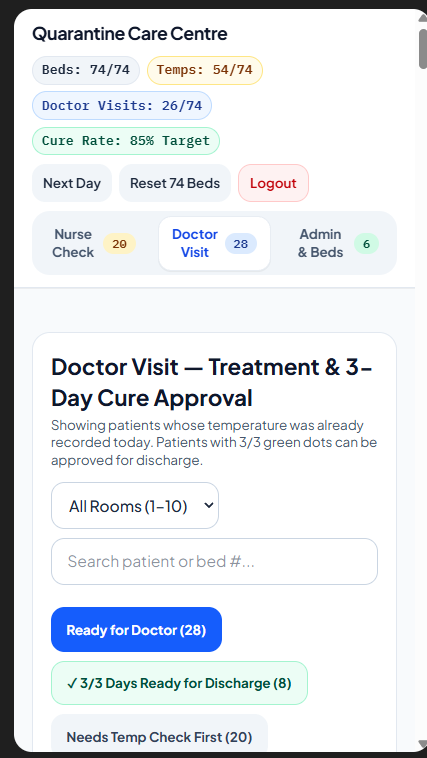 Quarantine Care Centre
Beds: 74/74 Temps: 54/74
Doctor Visits: 26/74
Cure Rate: 85% Target
Next Day Reset 74 Beds Logout
Nurse Check 20 Doctor Visit 28 Admin & Beds 6
Doctor Visit — Treatment & 3-
Day Cure Approval
Showing patients whose temperature was already
recorded today. Patients with 3/3 green dots can be
approved for discharge.
All Rooms (1–10)
Search patient or bed #...
Ready for Doctor (28)
✓ 3/3 Days Ready for Discharge (8)
Needs Temp Check First (20)